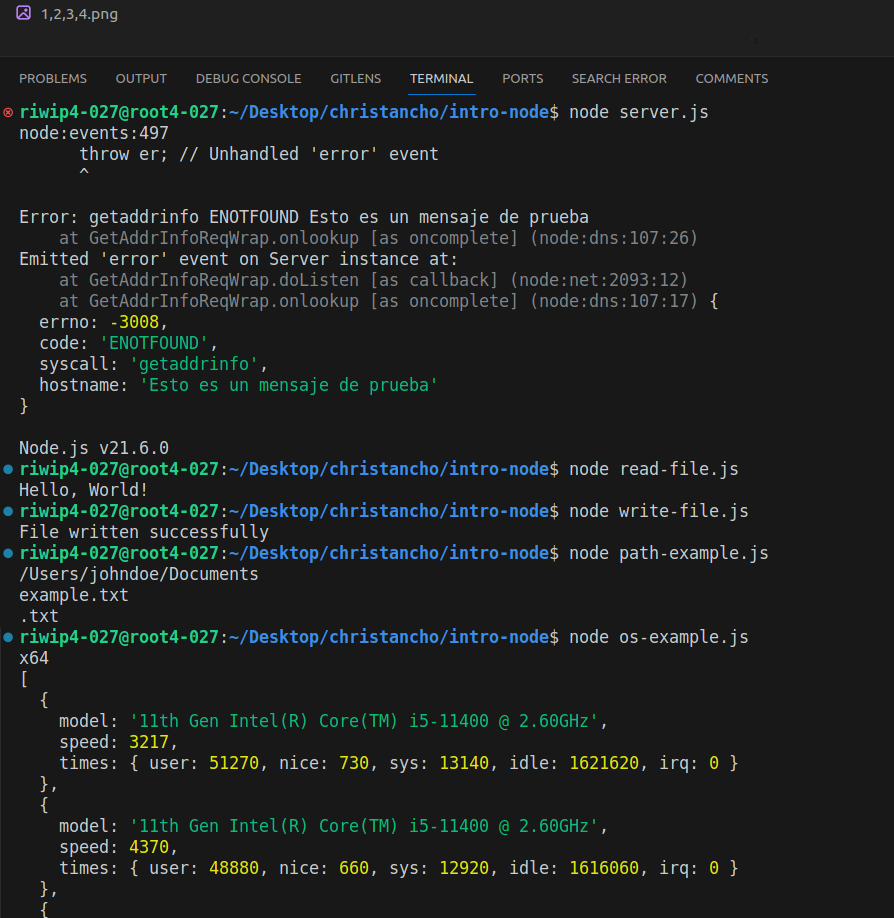 1,2,3,4.png
PROBLEMS OUTPUT DEBUG CONSOLE GITLENS TERMINAL PORTS SEARCH ERROR COMMENTS
riwip4-027@root4-027:~/Desktop/christancho/intro-node$ node server.js
node:events:497
      throw er; // Unhandled 'error' event
      ^

Error: getaddrinfo ENOTFOUND Esto es un mensaje de prueba
    at GetAddrInfoReqWrap.onlookup [as oncomplete] (node:dns:107:26)
Emitted 'error' event on Server instance at:
    at GetAddrInfoReqWrap.doListen [as callback] (node:net:2093:12)
    at GetAddrInfoReqWrap.onlookup [as oncomplete] (node:dns:107:17) {
  errno: -3008,
  code: 'ENOTFOUND',
  syscall: 'getaddrinfo',
  hostname: 'Esto es un mensaje de prueba'
}

Node.js v21.6.0
riwip4-027@root4-027:~/Desktop/christancho/intro-node$ node read-file.js
Hello, World!
riwip4-027@root4-027:~/Desktop/christancho/intro-node$ node write-file.js
File written successfully
riwip4-027@root4-027:~/Desktop/christancho/intro-node$ node path-example.js
/Users/johndoe/Documents
example.txt
.txt
riwip4-027@root4-027:~/Desktop/christancho/intro-node$ node os-example.js
x64
[
  {
    model: '11th Gen Intel(R) Core(TM) i5-11400 @ 2.60GHz',
    speed: 3217,
    times: { user: 51270, nice: 730, sys: 13140, idle: 1621620, irq: 0 }
  },
  {
    model: '11th Gen Intel(R) Core(TM) i5-11400 @ 2.60GHz',
    speed: 4370,
    times: { user: 48880, nice: 660, sys: 12920, idle: 1616060, irq: 0 }
  },
  {